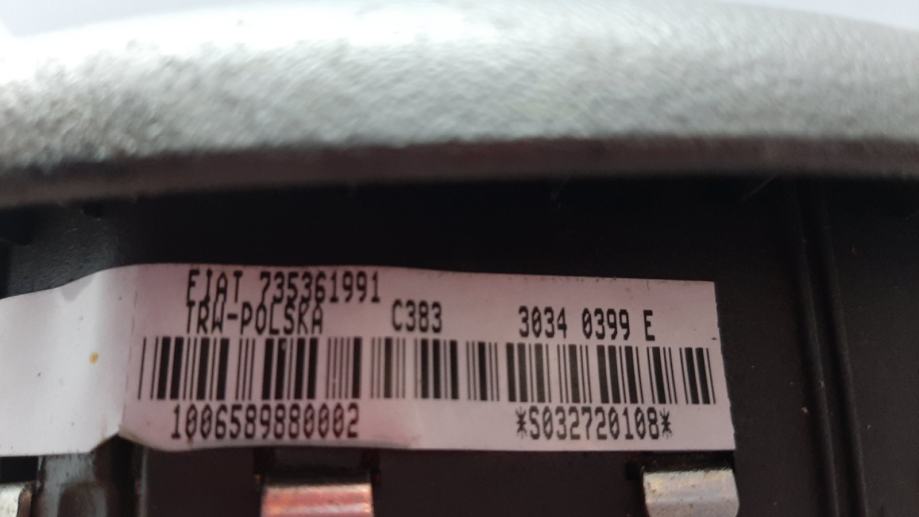 FIAT 735361991
TRW-POLSKA C383 3034 0399 E
1006589880002 *S032720108*